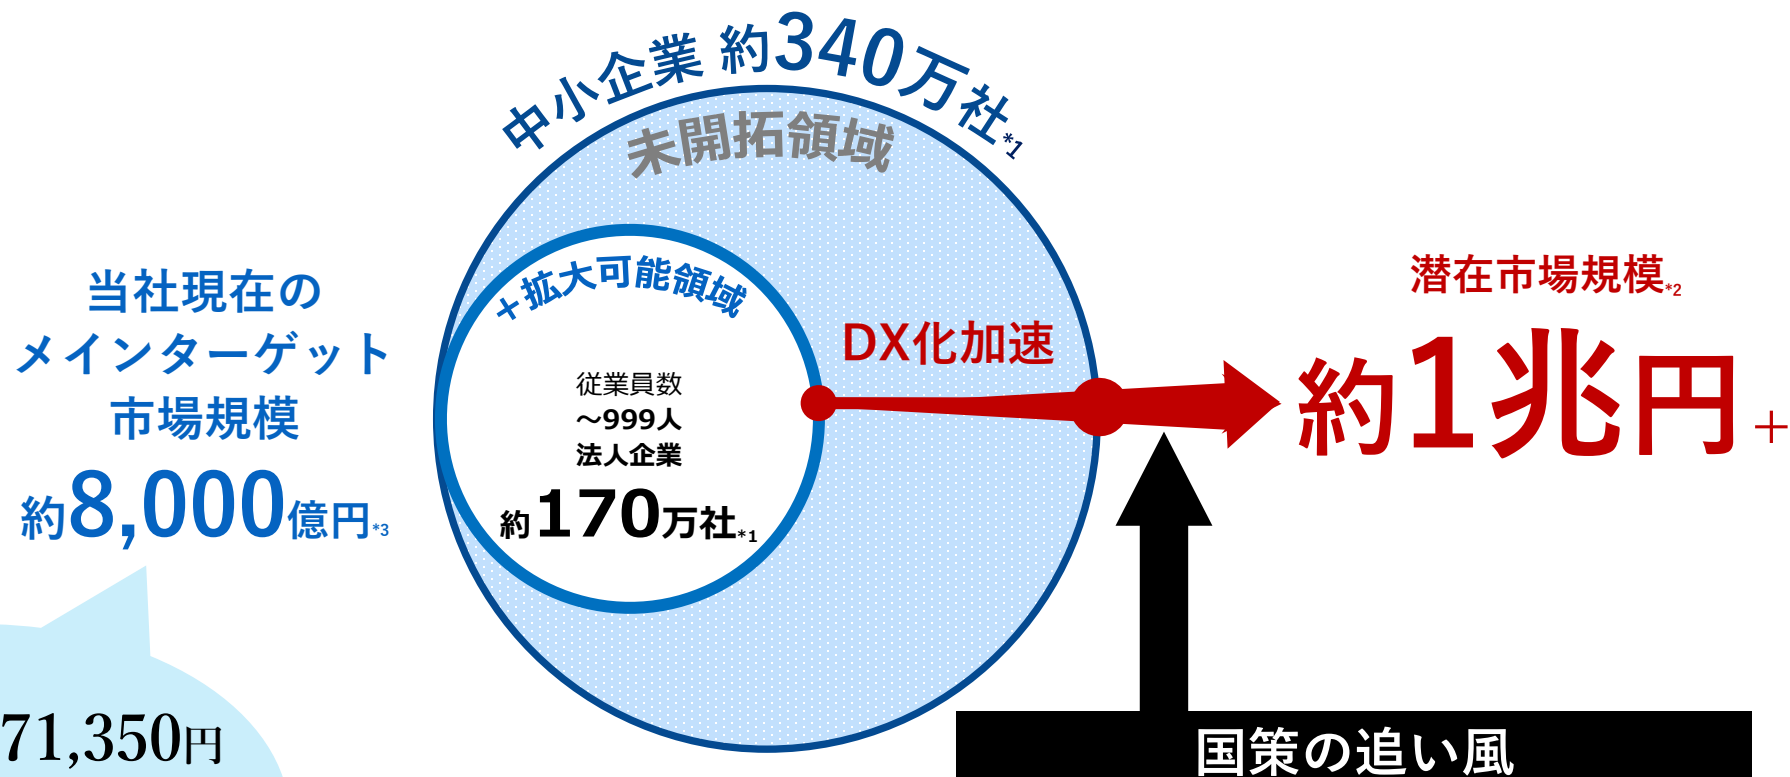 中小企業 約340万社*1
未開拓領域
当社現在の
メインターゲット
市場規模
約8,000億円*3
＋拡大可能領域
従業員数
～999人
法人企業
約170万社*1
DX化加速
潜在市場規模*2
約1兆円＋
71,350円
国策の追い風